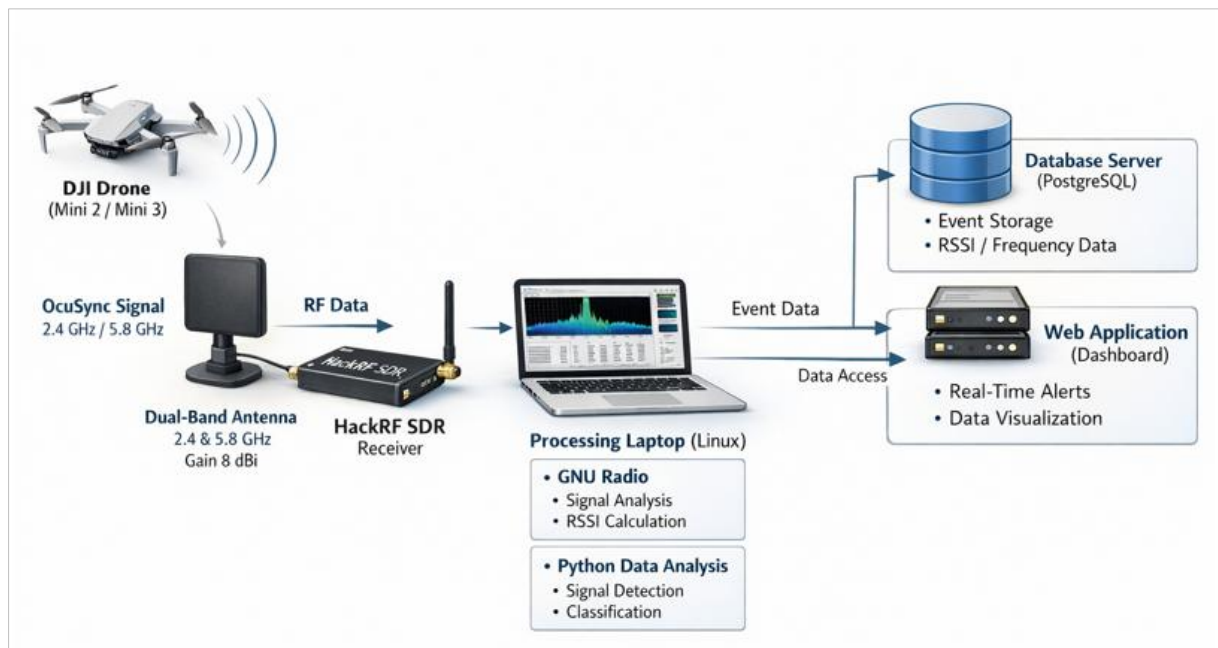 DJI Drone
(Mini 2 / Mini 3)
OcuSync Signal
2.4 GHz / 5.8 GHz
RF Data
HackRF SDR
Dual-Band Antenna
2.4 & 5.8 GHz
Gain 8 dBi
HackRF SDR
Receiver
Processing Laptop (Linux)
• GNU Radio
• Signal Analysis
• RSSI Calculation
• Python Data Analysis
• Signal Detection
• Classification
Event Data
Data Access
Database Server
(PostgreSQL)
• Event Storage
• RSSI / Frequency Data
Web Application
(Dashboard)
• Real-Time Alerts
• Data Visualization